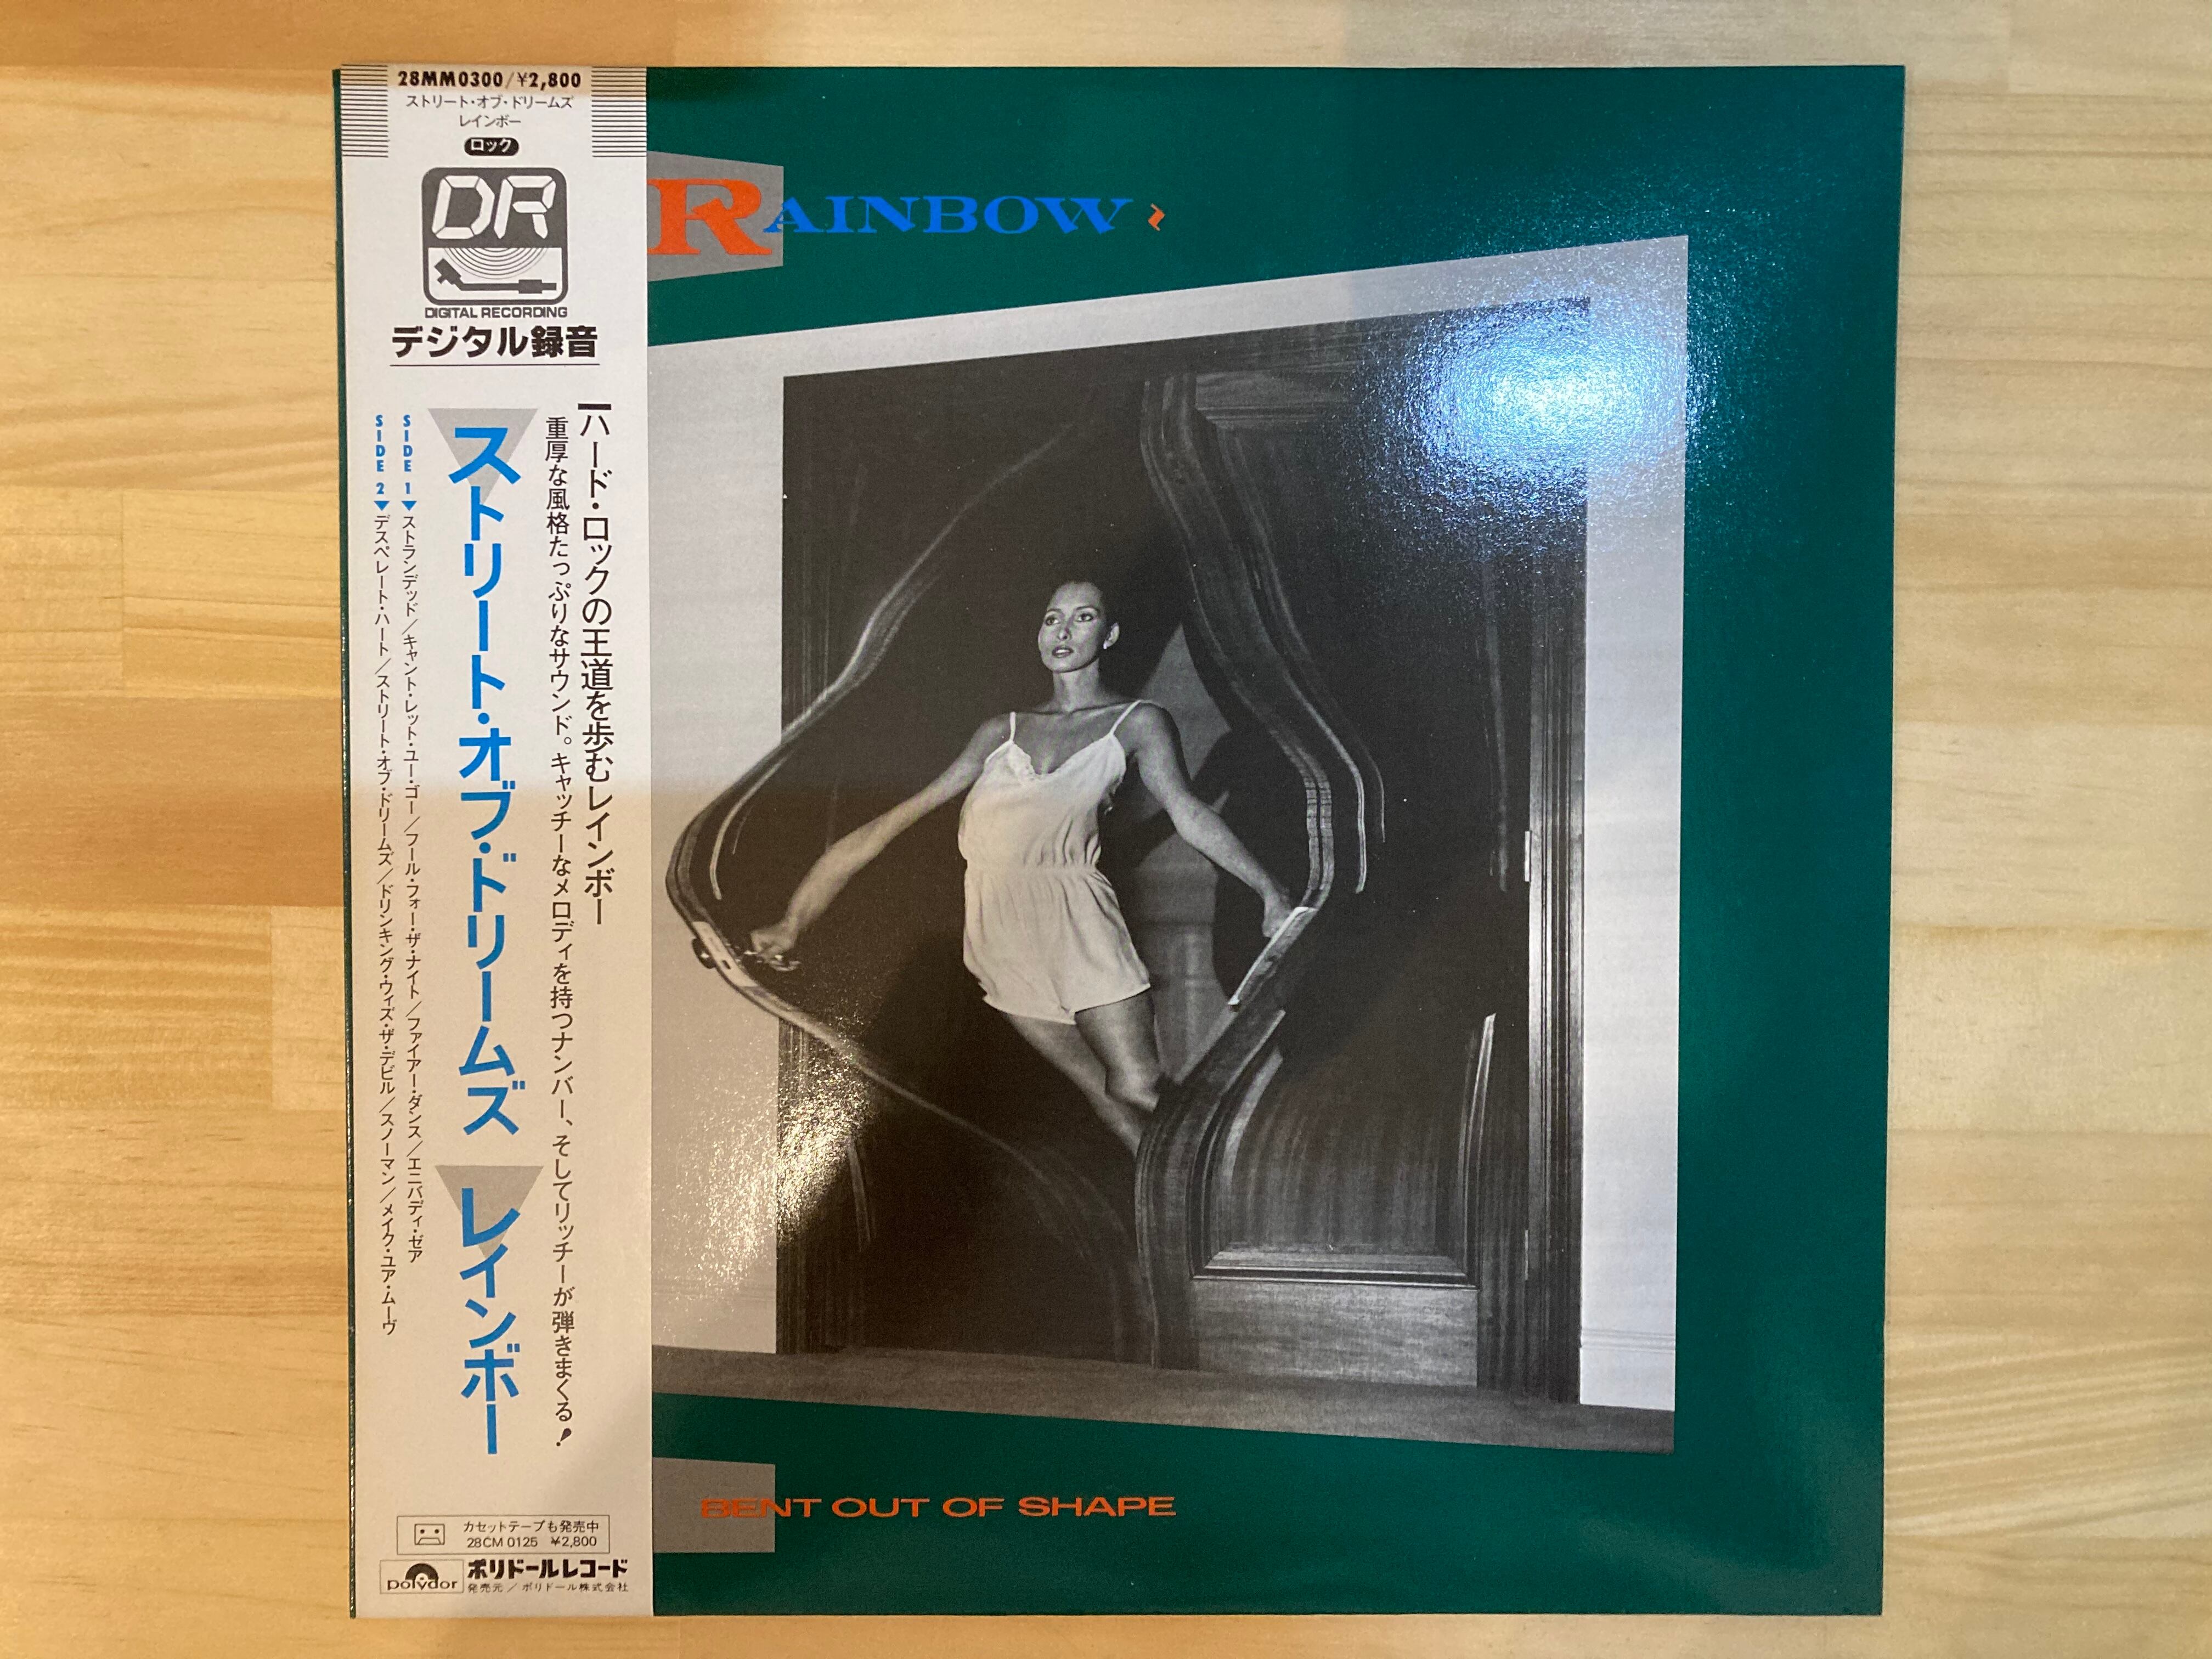 28MM0300/¥2,800
ストリート・オブ・ドリームズ
レインボー
ロック
DR
DIGITAL RECORDING
デジタル録音
ハード・ロックの王道を歩むレインボー
重厚な風格たっぷりなサウンド。キャッチーなメロディを持つナンバー、そしてリッチーが弾きまくる!
ストリート・オブ・ドリームズ レインボー
SIDE 1▼ストランデッド/キャント・レット・ユー・ゴー/フール・フォー・ザ・ナイト/ファイアー・ダンス/エニバディ・ゼア
SIDE 2▼デスペレート・ハート/ストリート・オブ・ドリームズ/ドリンキング・ウィズ・ザ・デビル/スノーマン/メイク・ユア・ムーヴ
カセットテープも発売中
28CM 0125 ¥2,800
polydor ポリドールレコード
発売元/ポリドール株式会社
RAINBOW
BENT OUT OF SHAPE